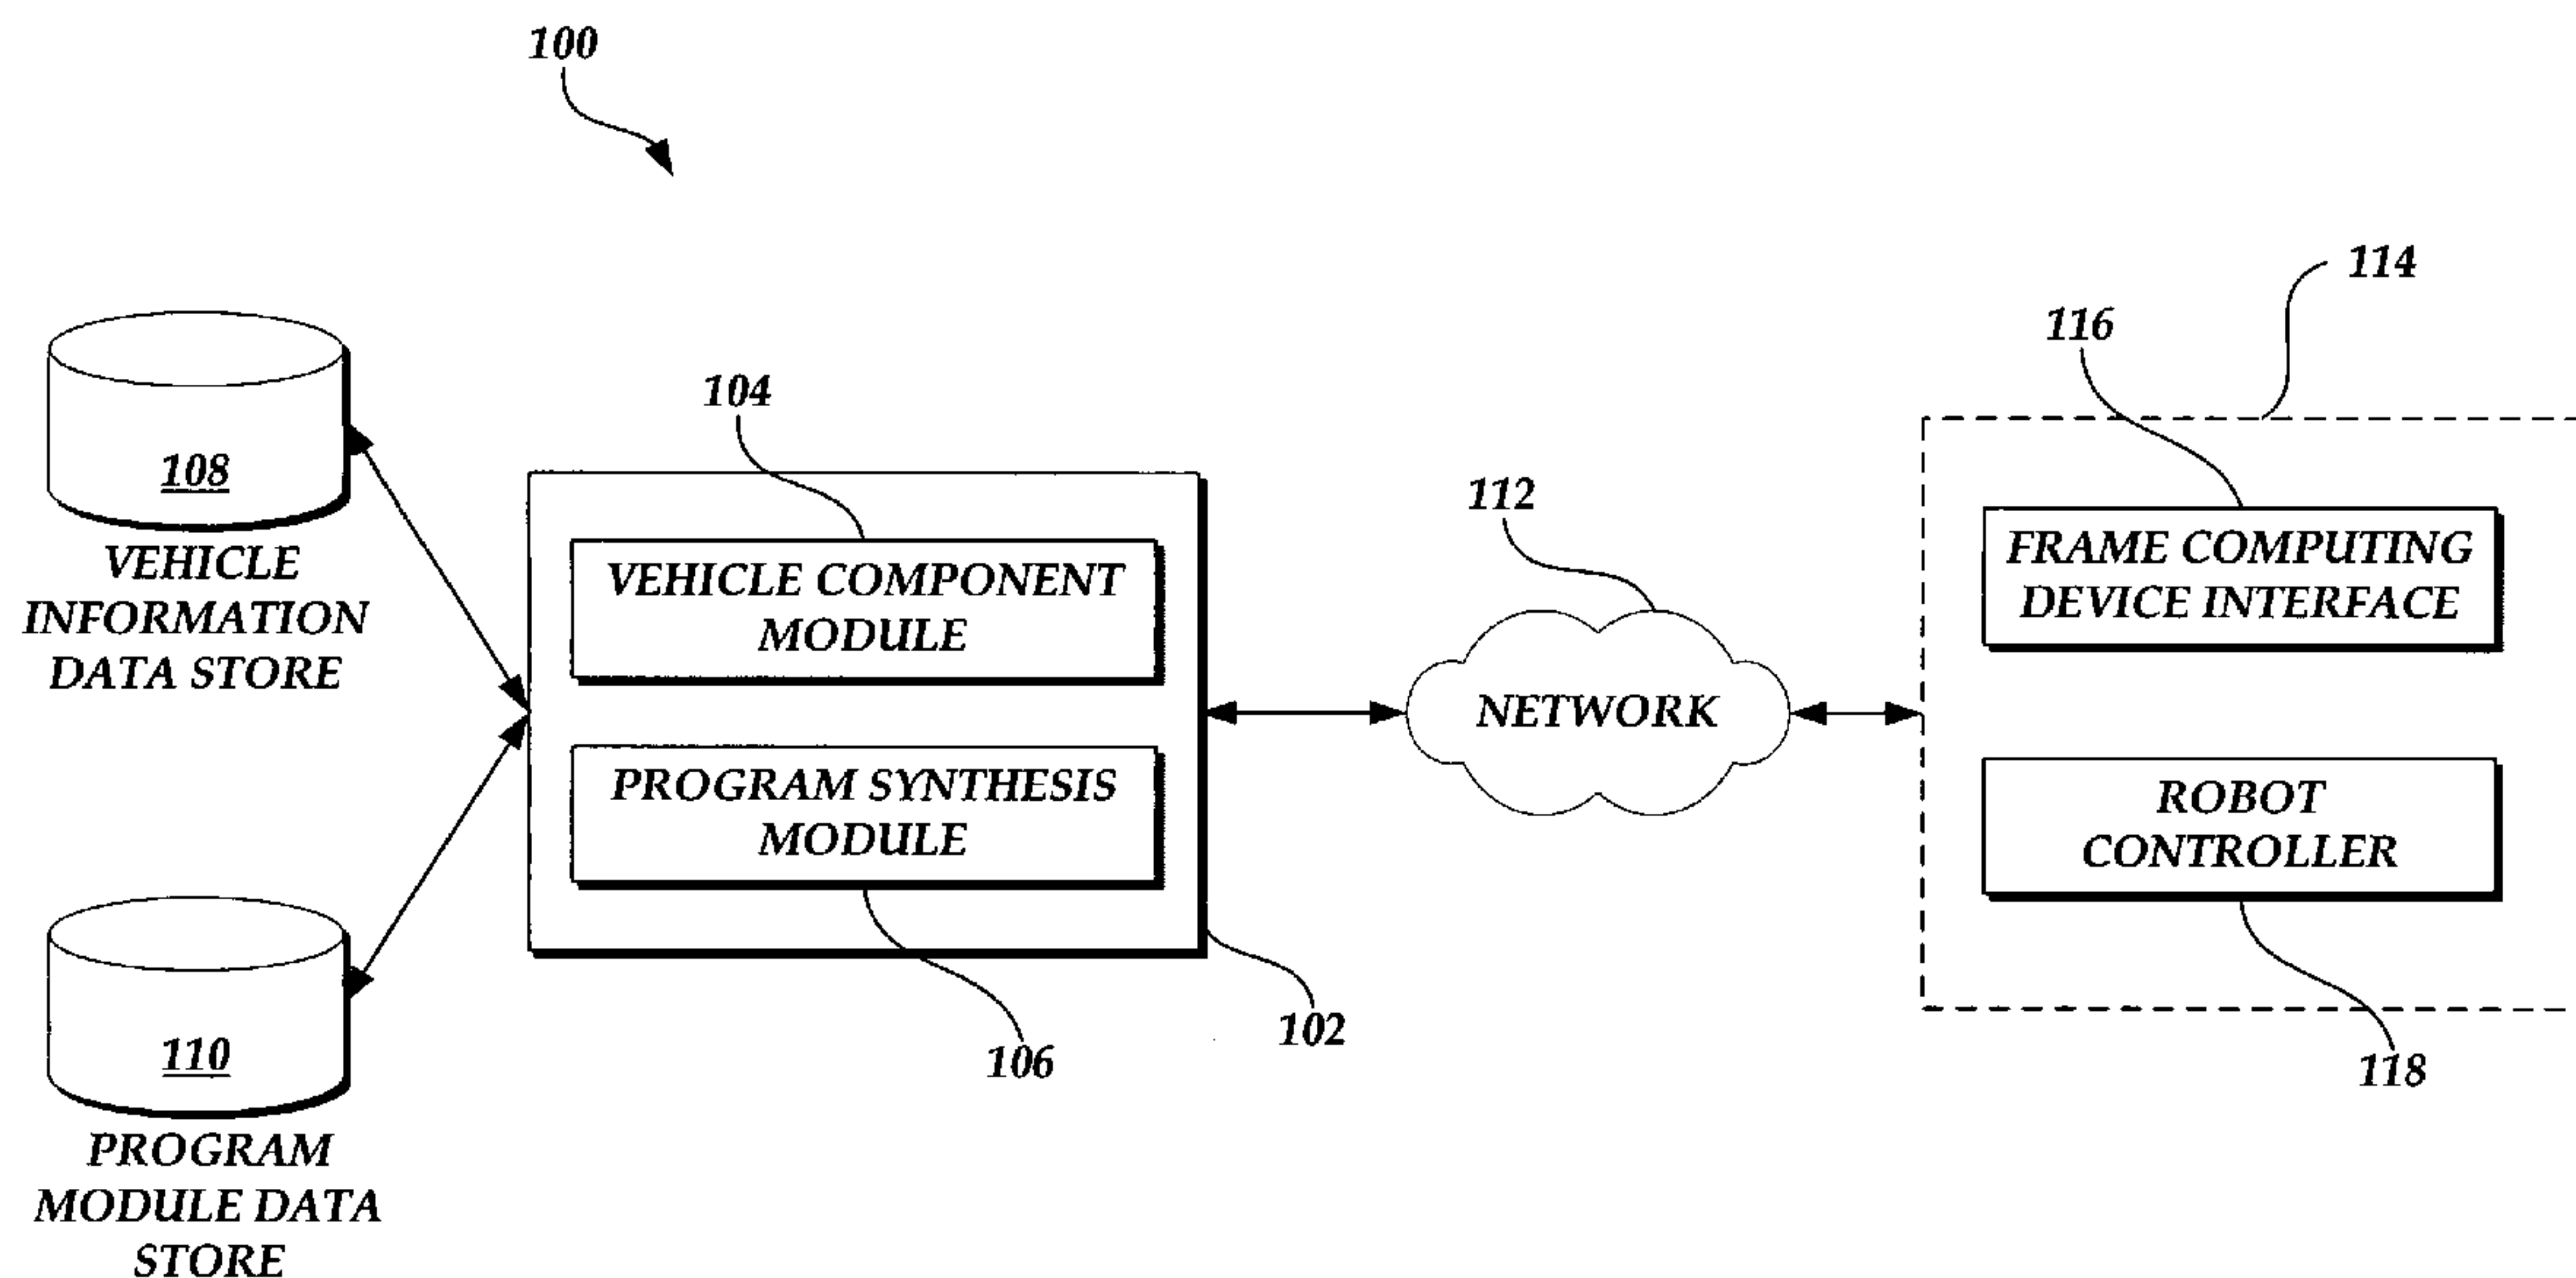 100
114
116
104
108
112
VEHICLE
INFORMATION
DATA STORE
VEHICLE COMPONENT
MODULE
FRAME COMPUTING
DEVICE INTERFACE
NETWORK
PROGRAM SYNTHESIS
MODULE
ROBOT
CONTROLLER
102
106
118
110
PROGRAM
MODULE DATA
STORE